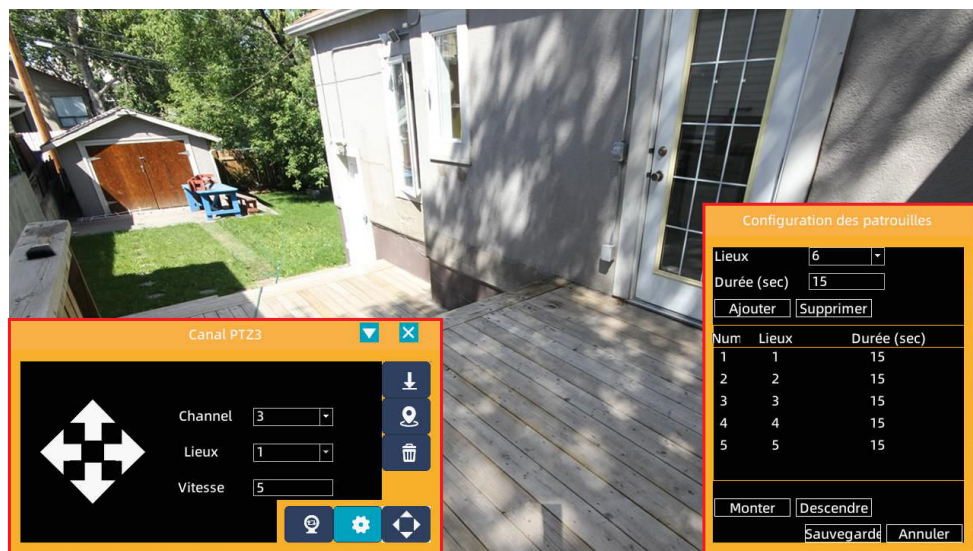 Configuration des patrouilles
Lieux 6
Durée (sec) 15
Ajouter Supprimer
Num Lieux Durée (sec)
1 1 15
2 2 15
3 3 15
4 4 15
5 5 15
Monter Descendre
Sauvegarde Annuler
Canal PTZ3
Channel 3
Lieux 1
Vitesse 5